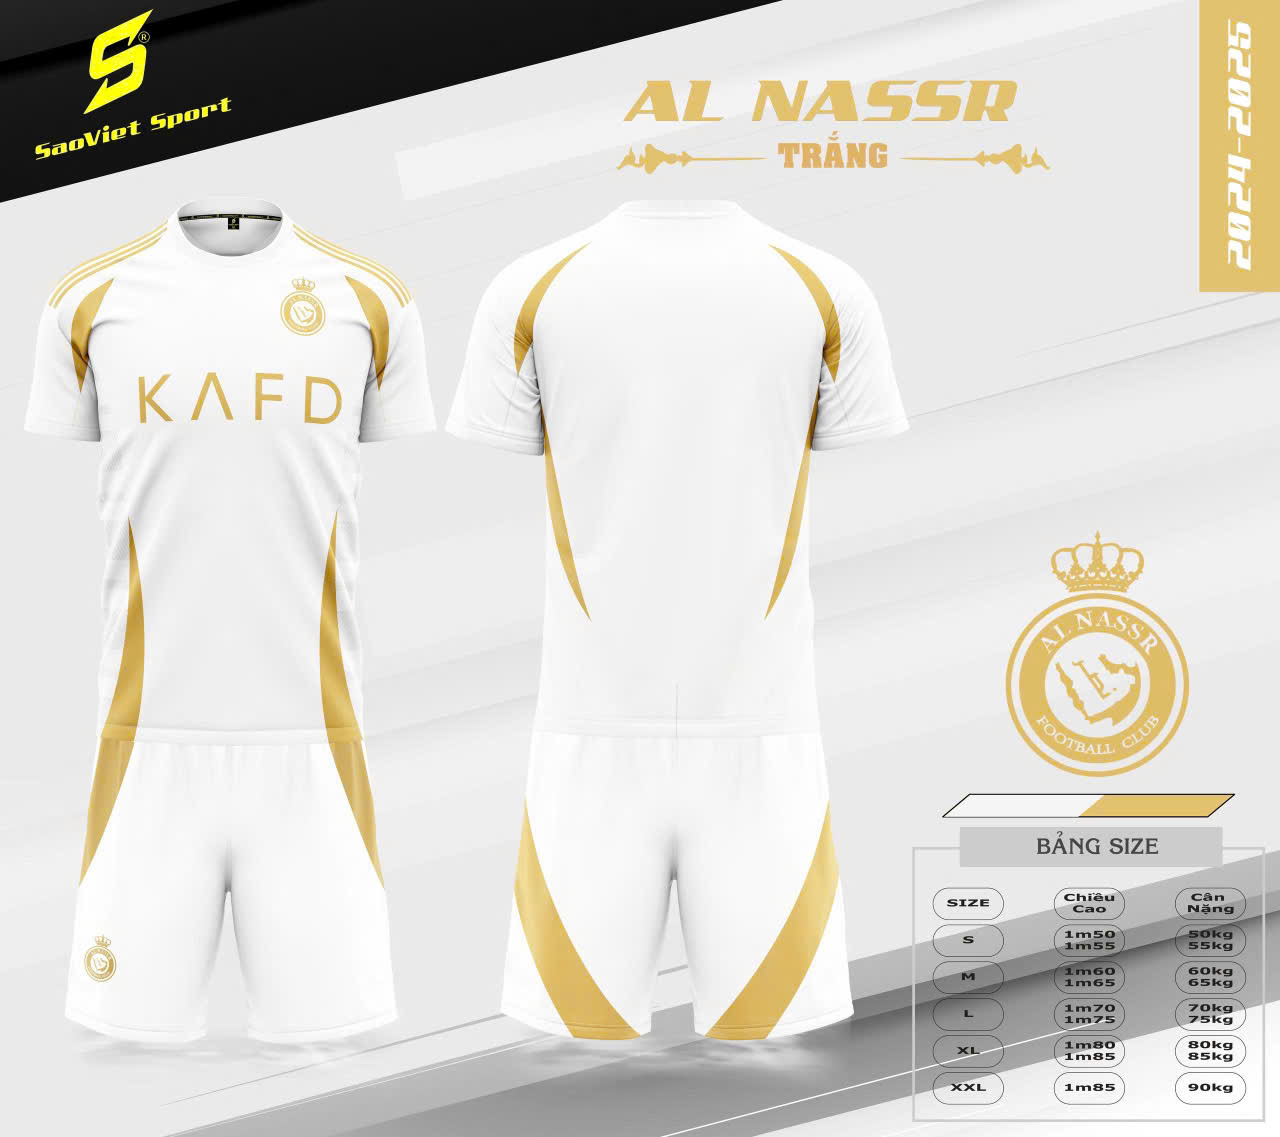 S®
SaoViet Sport
AL NASSR
TRẮNG
2024-2025
AL NASSR
KAFD
AL NASSR
FOOTBALL CLUB
BẢNG SIZE
SIZE Chiều Cao Cân Nặng
S 1m50 1m55 50kg 55kg
M 1m60 1m65 60kg 65kg
L 1m70 1m75 70kg 75kg
XL 1m80 1m85 80kg 85kg
XXL 1m85 90kg